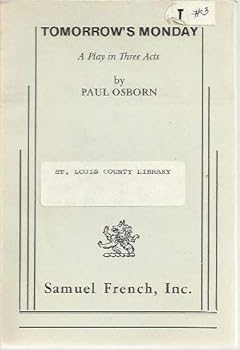 T #3
TOMORROW'S MONDAY
A Play in Three Acts
by
PAUL OSBORN
ST. LOUIS COUNTY LIBRARY
Samuel French, Inc.